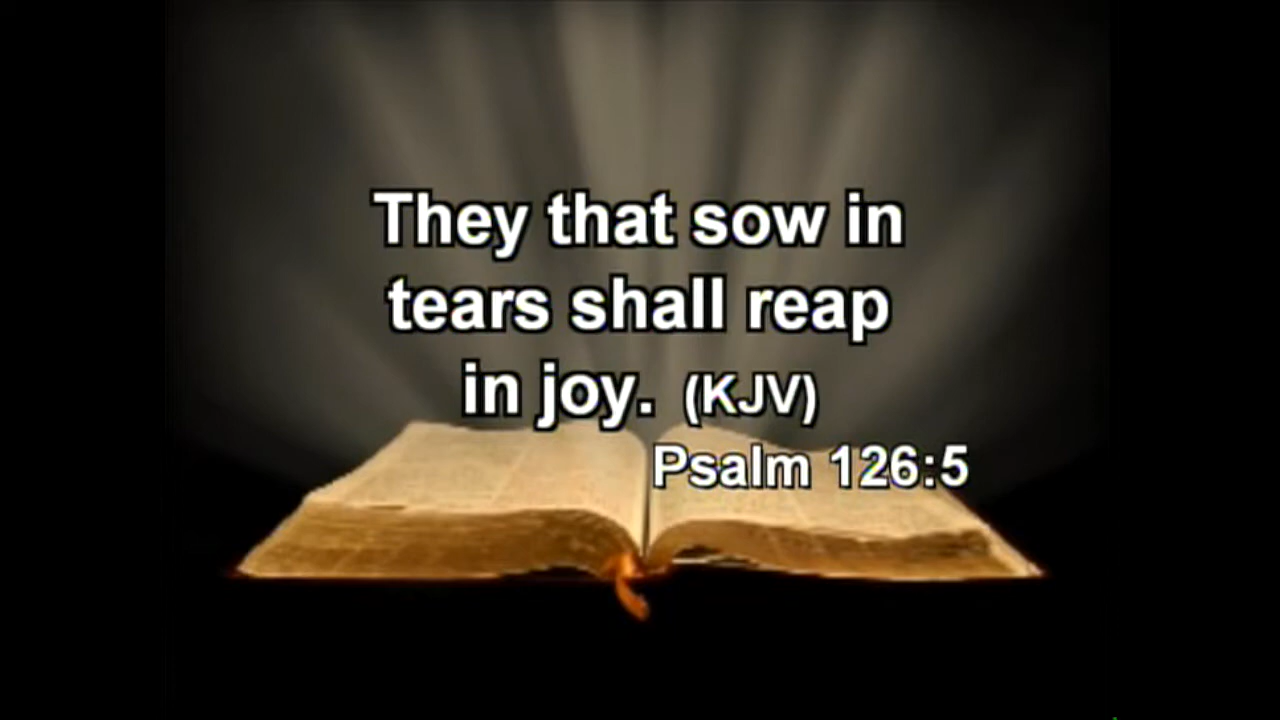 They that sow in
tears shall reap
in joy. (KJV)
Psalm 126:5